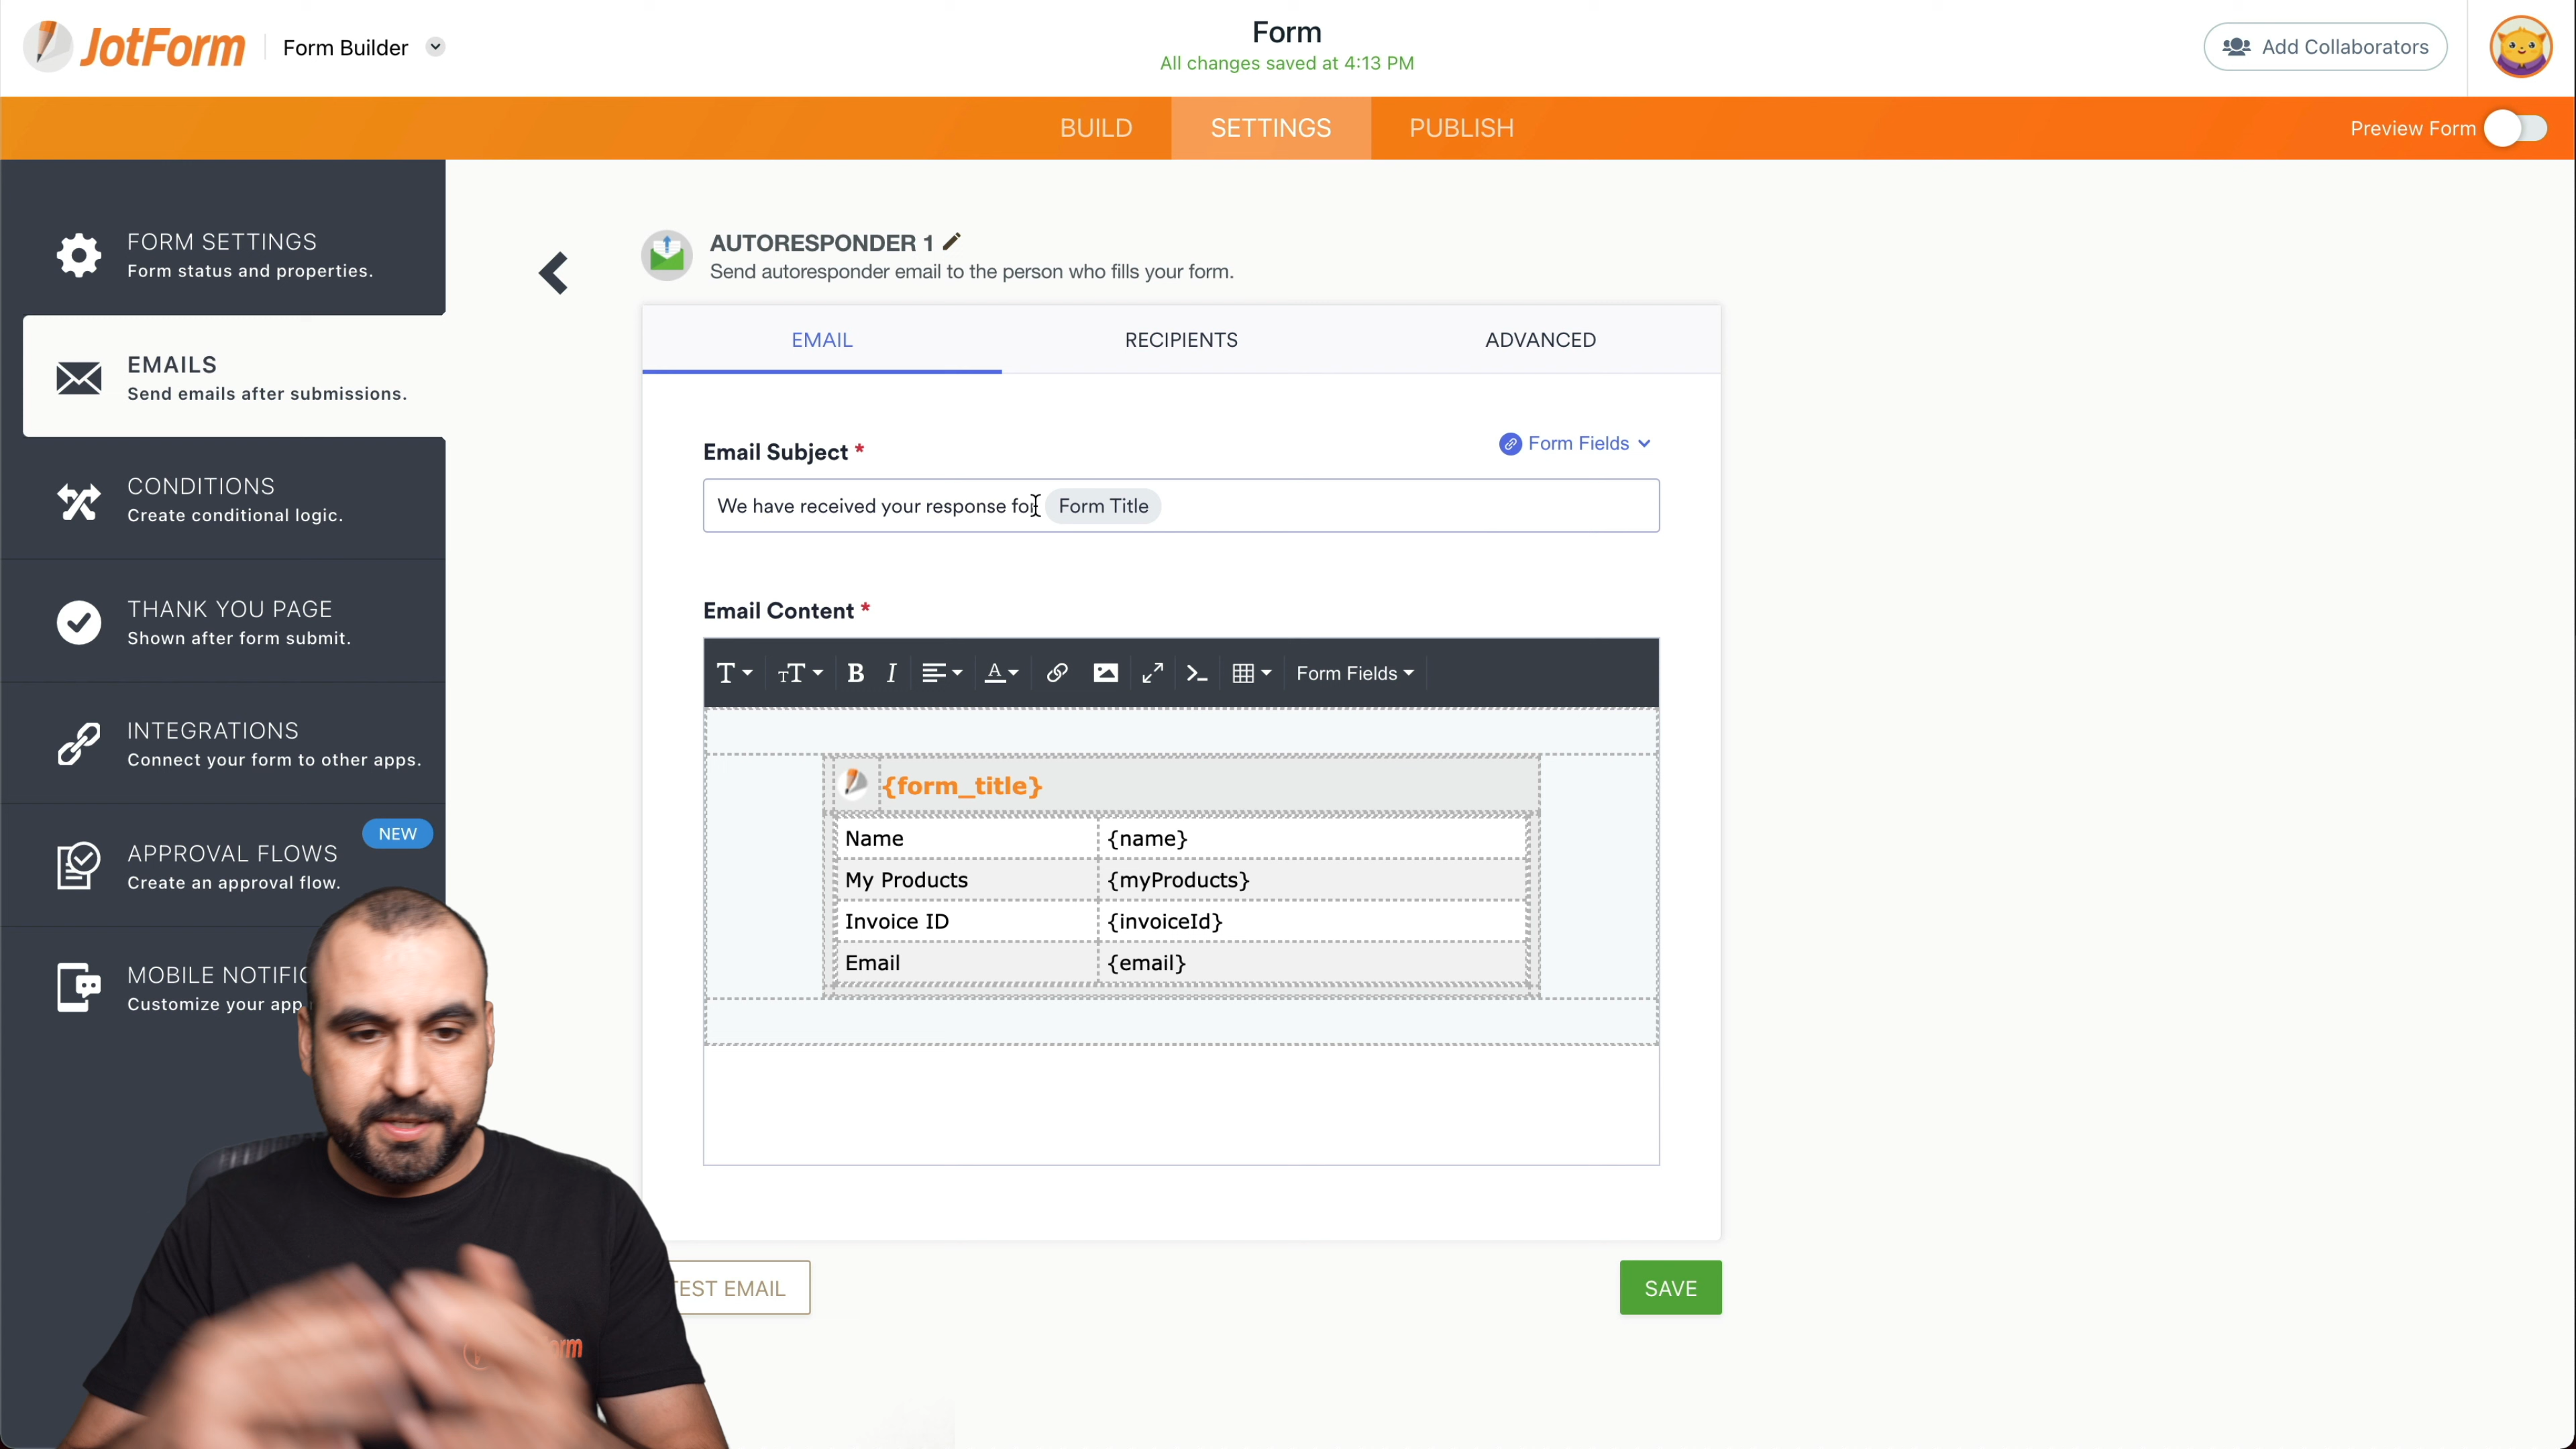 JotForm
Form Builder
Form
All changes saved at 4:13 PM
Add Collaborators
BUILD
SETTINGS
PUBLISH
Preview Form
FORM SETTINGS
Form status and properties.
EMAILS
Send emails after submissions.
CONDITIONS
Create conditional logic.
THANK YOU PAGE
Shown after form submit.
INTEGRATIONS
Connect your form to other apps.
NEW
APPROVAL FLOWS
Create an approval flow.
MOBILE
Customize your app
AUTORESPONDER 1
Send autoresponder email to the person who fills your form.
EMAIL
RECIPIENTS
ADVANCED
Email Subject *
Form Fields
We have received your response for Form Title
Email Content *
Form Fields
{form_title}
Name {name}
My Products {myProducts}
Invoice ID {invoiceId}
Email {email}
EMAIL
SAVE